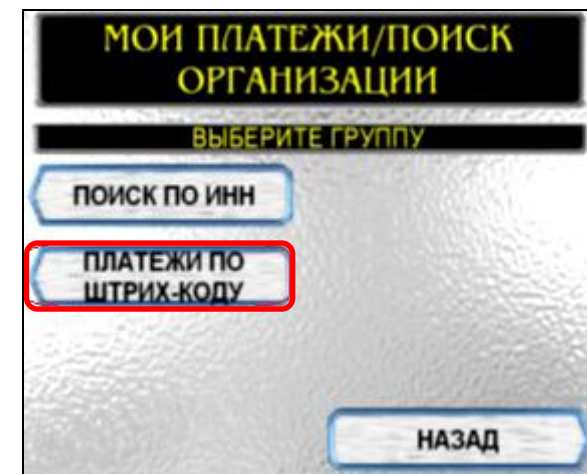 МОИ ПЛАТЕЖИ/ПОИСК
ОРГАНИЗАЦИИ
ВЫБЕРИТЕ ГРУППУ
ПОИСК ПО ИНН
ПЛАТЕЖИ ПО
ШТРИХ-КОДУ
НАЗАД